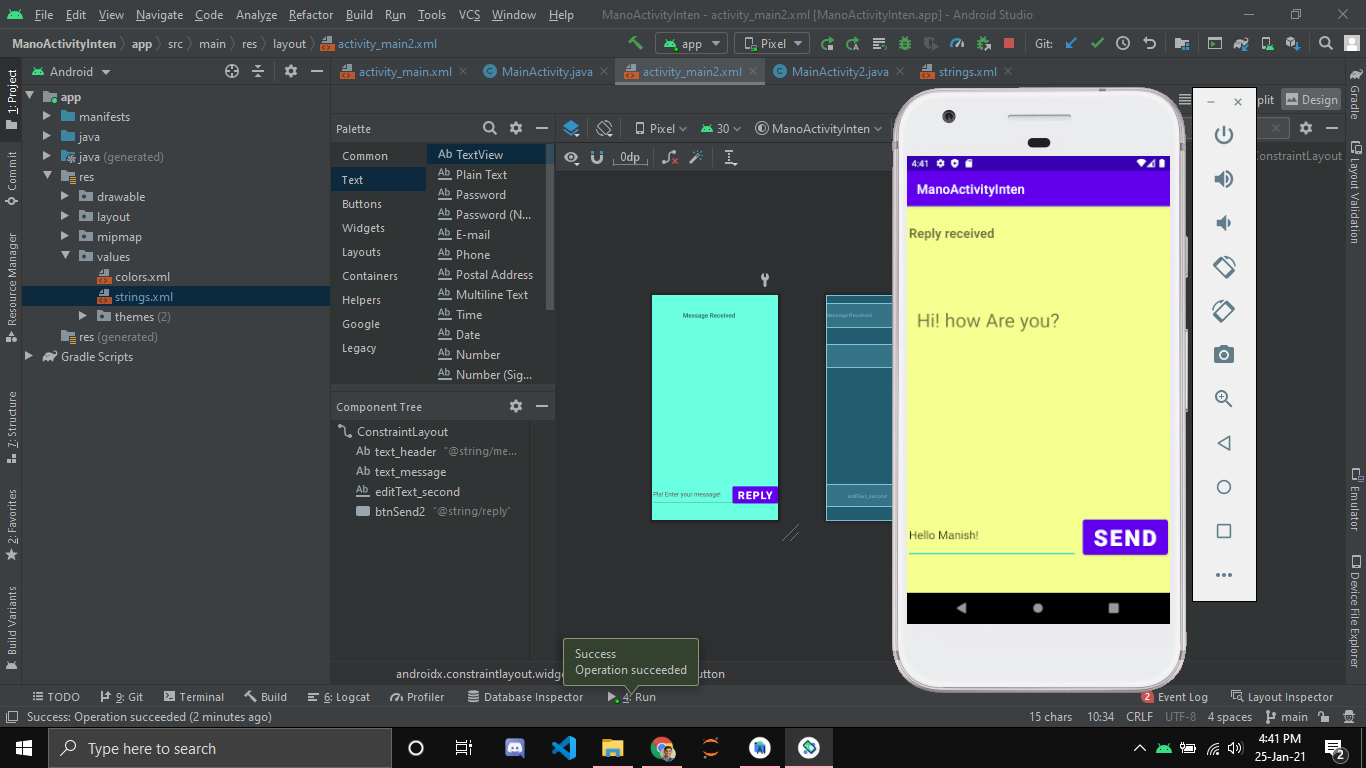 File Edit View Navigate Code Analyze Refactor Build Run Tools VCS Window Help ManoActivityInten - activity_main2.xml [ManoActivityInten.app] - Android Studio
ManoActivityInten app src main res layout activity_main2.xml app Pixel Git:
1: Project
Commit
Resource Manager
7: Structure
2: Favorites
Build Variants
Android
app
manifests
java
java (generated)
res
drawable
layout
mipmap
values
colors.xml
strings.xml
themes (2)
res (generated)
Gradle Scripts
activity_main.xml MainActivity.java activity_main2.xml MainActivity2.java strings.xml
plit Design
Palette
Common
Text
Buttons
Widgets
Layouts
Containers
Helpers
Google
Legacy
Ab TextView
Ab Plain Text
Ab Password
Ab Password (N...
Ab E-mail
Ab Phone
Ab Postal Address
Ab Multiline Text
Ab Time
Ab Date
Ab Number
Ab Number (Sig...
Pixel 30 ManoActivityInten
0dp
ConstraintLayout
Component Tree
ConstraintLayout
Ab text_header "@string/me...
Ab text_message
Ab editText_second
btnSend2 "@string/reply"
Message Received
Pls! Enter your message! REPLY
Message Received
editText_second
4:41
ManoActivityInten
Reply received
Hi! how Are you?
Hello Manish! SEND
Gradle
Layout Validation
Emulator
Device File Explorer
Success
Operation succeeded
androidx.constraintlayout.widg
utton
TODO 9: Git Terminal Build 6: Logcat Profiler Database Inspector 4: Run 2 Event Log Layout Inspector
Success: Operation succeeded (2 minutes ago) 15 chars 10:34 CRLF UTF-8 4 spaces main
Type here to search
4:41 PM
25-Jan-21
2